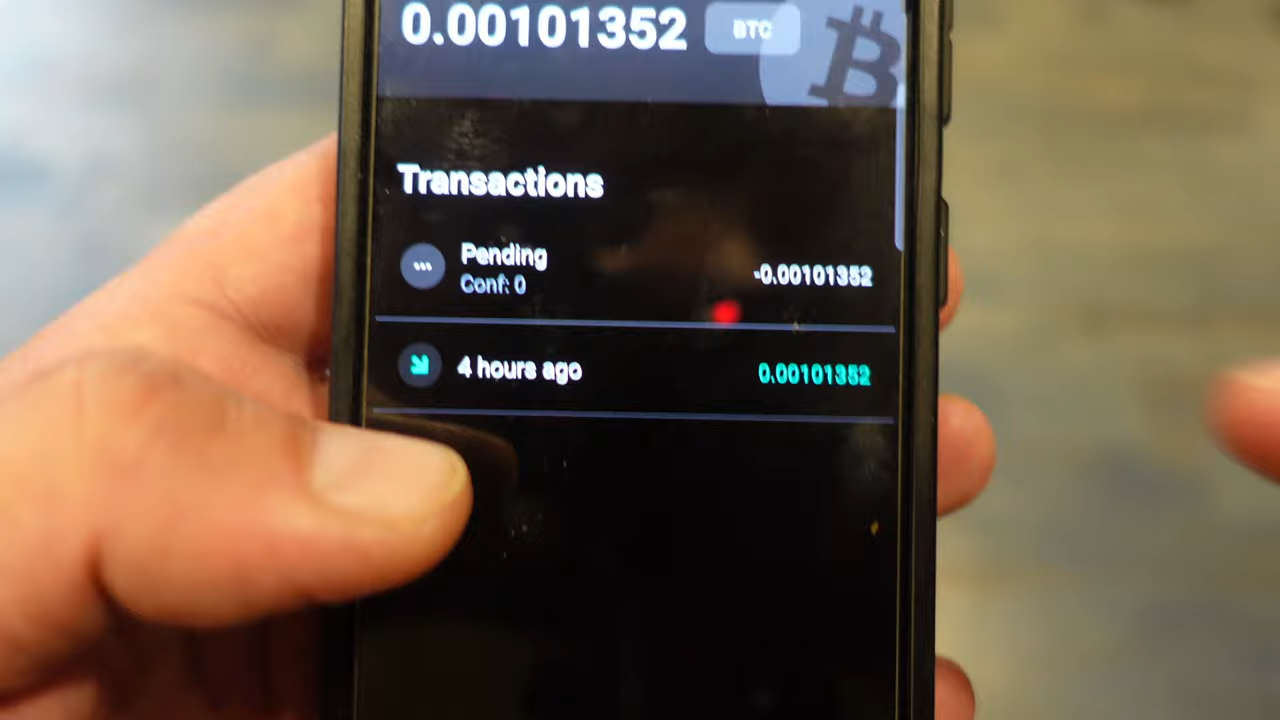 0.00101352 BTC
Transactions
Pending
Conf: 0
-0.00101352
4 hours ago
0.00101352